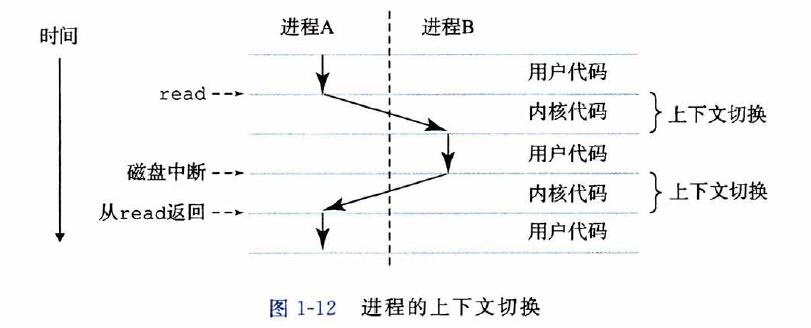 时间
进程A
进程B
用户代码
read
内核代码
上下文切换
用户代码
磁盘中断
内核代码
上下文切换
从read返回
用户代码
图 1-12 进程的上下文切换